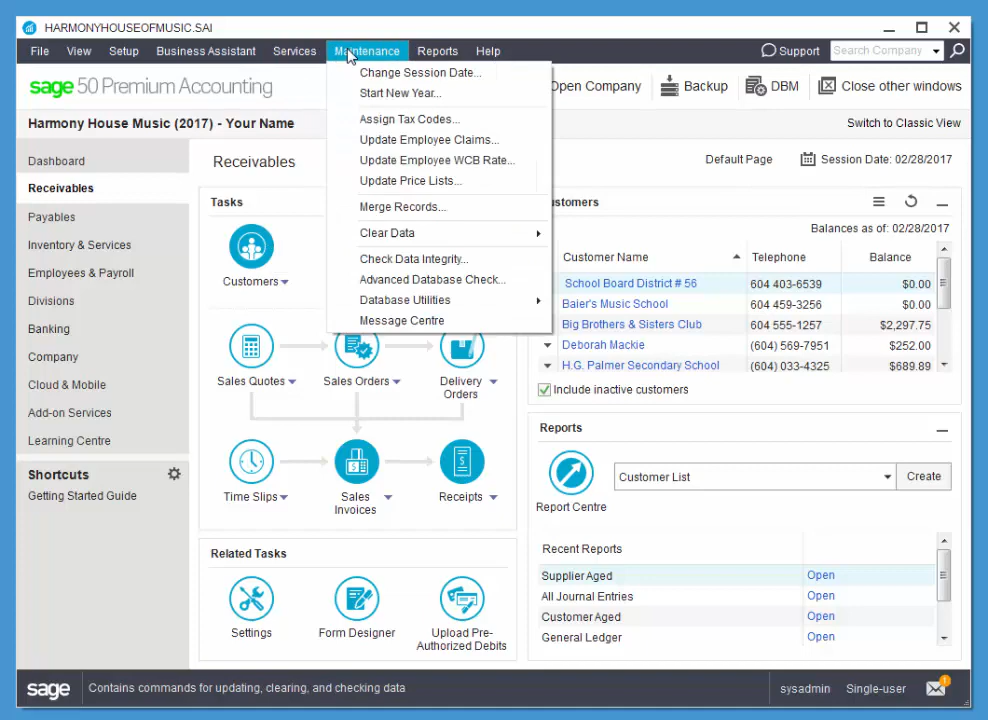 HARMONYHOUSEOFMUSIC.SAI
File View Setup Business Assistant Services Maintenance Reports Help Support Search Company
sage 50 Premium Accounting
Open Company Backup DBM Close other windows
Harmony House Music (2017) - Your Name
Switch to Classic View
Change Session Date...
Start New Year...
Assign Tax Codes...
Update Employee Claims...
Update Employee WCB Rate...
Update Price Lists...
Merge Records...
Clear Data
Check Data Integrity...
Advanced Database Check...
Database Utilities
Message Centre
Dashboard
Receivables
Payables
Inventory & Services
Employees & Payroll
Divisions
Banking
Company
Cloud & Mobile
Add-on Services
Learning Centre
Shortcuts
Getting Started Guide
Receivables
Default Page Session Date: 02/28/2017
Tasks
Customers
Sales Quotes
Sales Orders
Delivery Orders
Time Slips
Sales Invoices
Receipts
Related Tasks
Settings
Form Designer
Upload Pre-Authorized Debits
ustomers
Balances as of: 02/28/2017
Customer Name Telephone Balance
School Board District # 56 604 403-6539 $0.00
Baier's Music School 604 459-3256 $0.00
Big Brothers & Sisters Club 604 555-1257 $2,297.75
Deborah Mackie (604) 569-7951 $252.00
H.G. Palmer Secondary School (604) 033-4325 $689.89
Include inactive customers
Reports
Report Centre
Customer List
Create
Recent Reports
Supplier Aged Open
All Journal Entries Open
Customer Aged Open
General Ledger Open
sage Contains commands for updating, clearing, and checking data
sysadmin Single-user 1